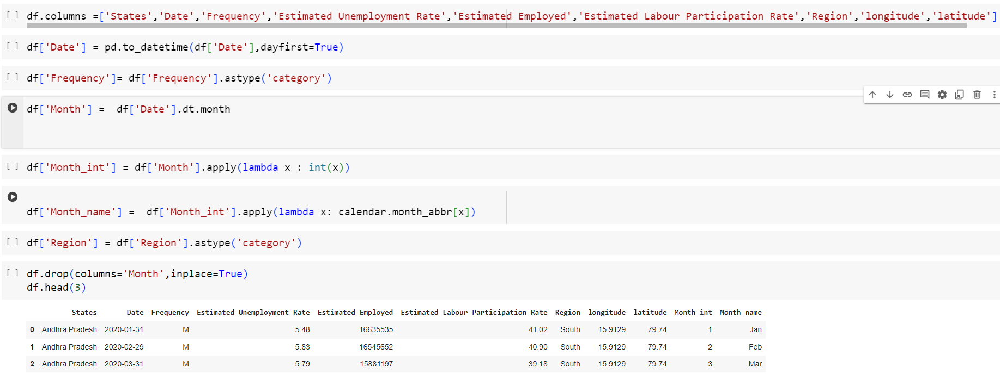 [ ] df.columns =['States','Date','Frequency','Estimated Unemployment Rate','Estimated Employed','Estimated Labour Participation Rate','Region','longitude','latitude']
[ ] df['Date'] = pd.to_datetime(df['Date'],dayfirst=True)
[ ] df['Frequency']= df['Frequency'].astype('category')
df['Month'] =  df['Date'].dt.month
[ ] df['Month_int'] = df['Month'].apply(lambda x : int(x))
df['Month_name'] =  df['Month_int'].apply(lambda x: calendar.month_abbr[x])
[ ] df['Region'] = df['Region'].astype('category')
[ ] df.drop(columns='Month',inplace=True)
df.head(3)
States Date Frequency Estimated Unemployment Rate Estimated Employed Estimated Labour Participation Rate Region longitude latitude Month_int Month_name
0 Andhra Pradesh 2020-01-31 M 5.48 16635535 41.02 South 15.9129 79.74 1 Jan
1 Andhra Pradesh 2020-02-29 M 5.83 16545652 40.90 South 15.9129 79.74 2 Feb
2 Andhra Pradesh 2020-03-31 M 5.79 15881197 39.18 South 15.9129 79.74 3 Mar